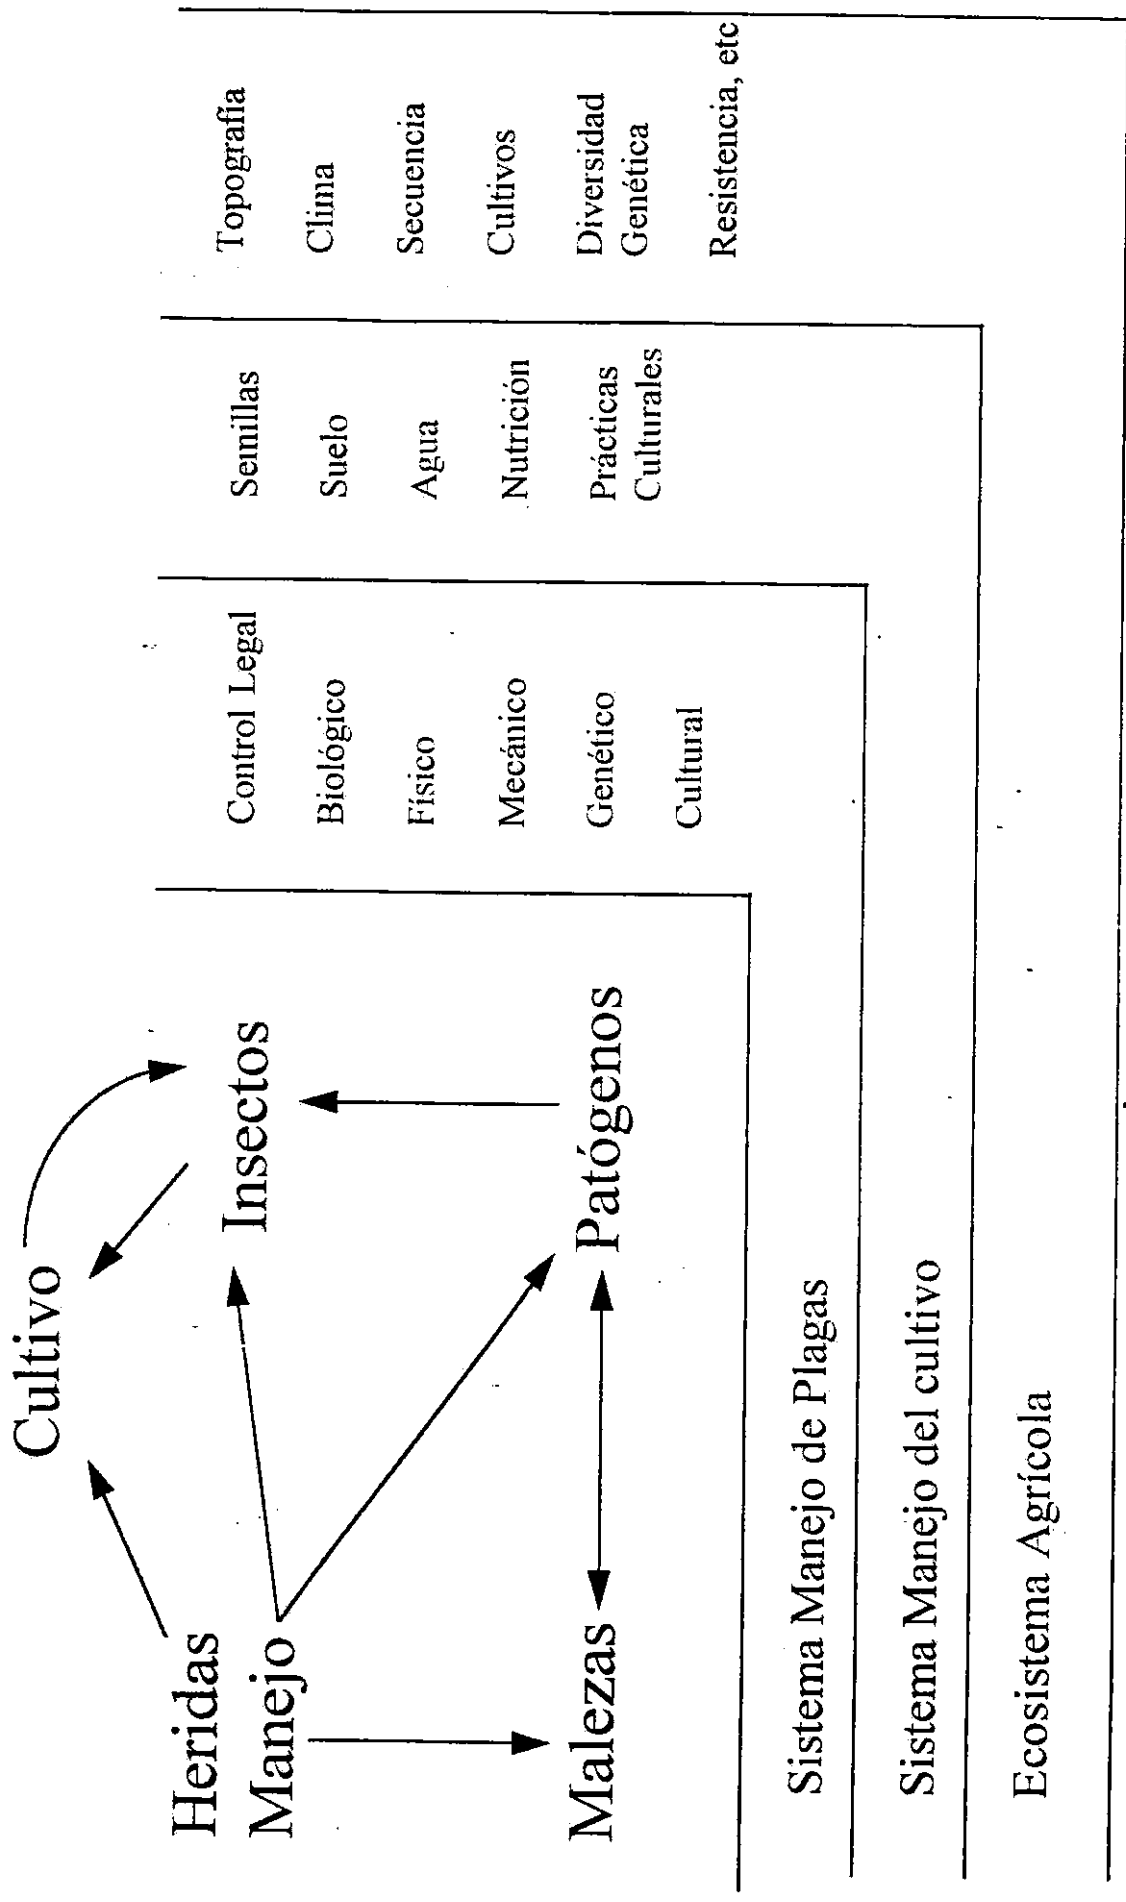 Cultivo
Heridas
Manejo
Insectos
Malezas
Patógenos
Control Legal
Biológico
Físico
Mecánico
Genético
Cultural
Semillas
Suelo
Agua
Nutrición
Prácticas
Culturales
Topografía
Clima
Secuencia
Cultivos
Diversidad
Genética
Resistencia, etc
Sistema Manejo de Plagas
Sistema Manejo del cultivo
Ecosistema Agrícola